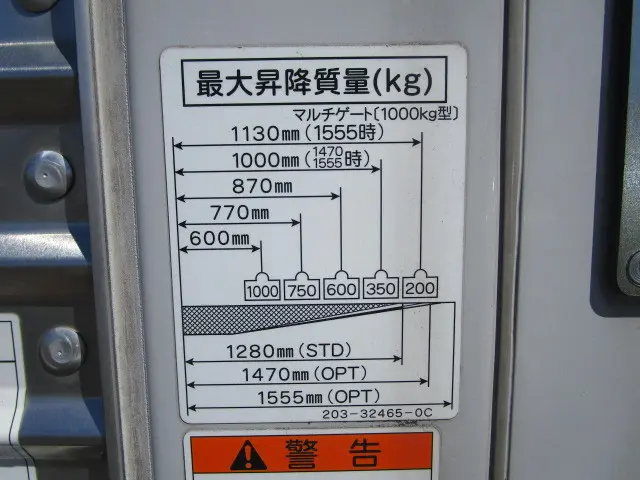 最大昇降質量(kg)
マルチゲート〔1000kg型〕
1130mm(1555時)
1000mm(1470 1555時)
870mm
770mm
600mm
1000 750 600 350 200
1280mm(STD)
1470mm(OPT)
1555mm(OPT)
203-32465-0C
警告